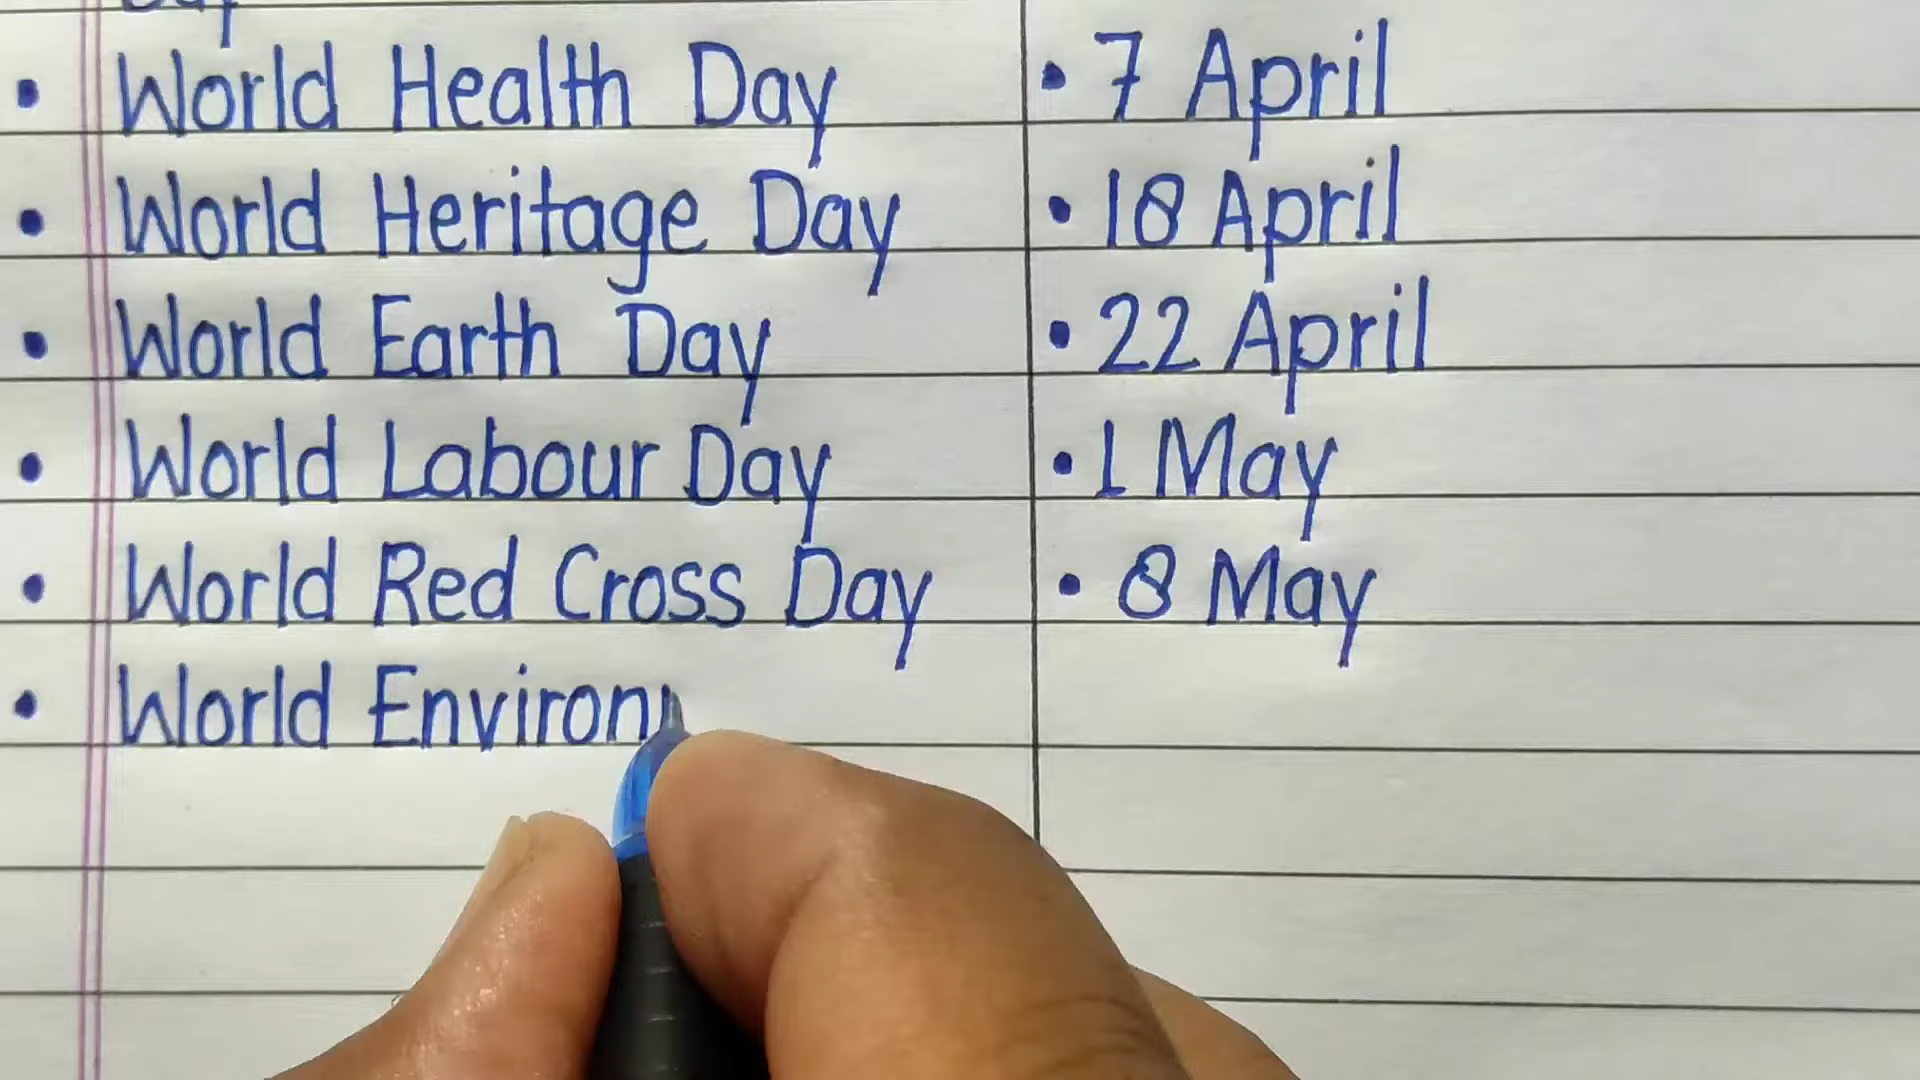 • World Health Day • 7 April
• World Heritage Day • 18 April
• World Earth Day • 22 April
• World Labour Day • 1 May
• World Red Cross Day • 8 May
• World